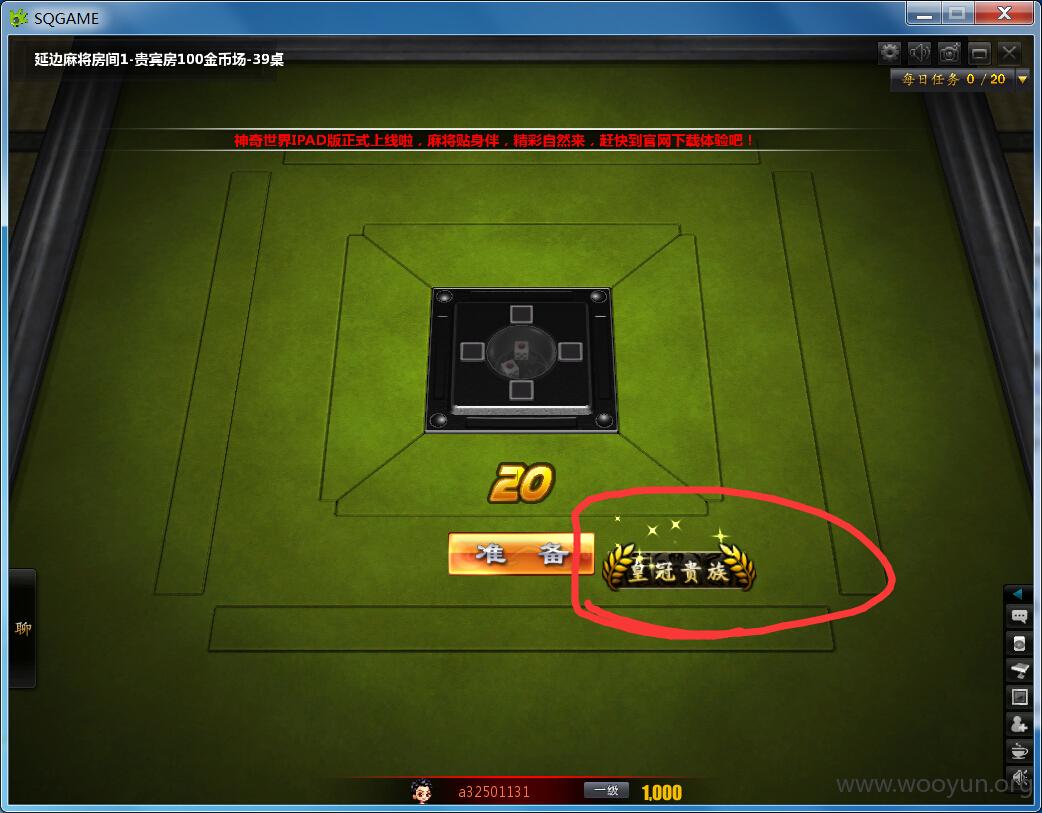 SQGAME
延边麻将房间1-贵宾房100金币场-39桌
每日任务 0 / 20
神奇世界IPAD版正式上线啦，麻将贴身伴，精彩自然来，赶快到官网下载体验吧！
20
准 备
皇冠贵族
聊
a32501131 一级 1,000
www.wooyun.org